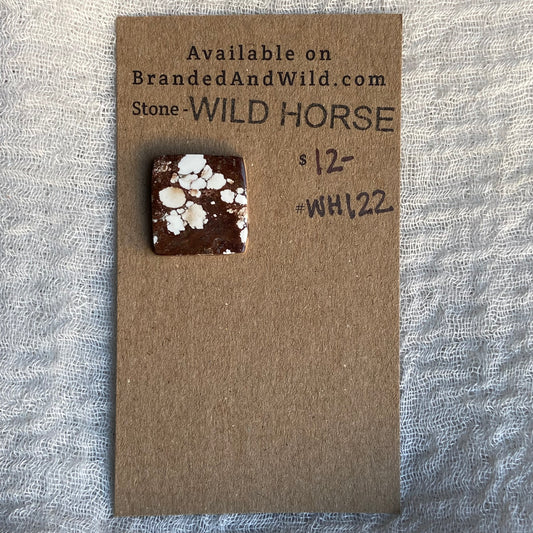 Available on
BrandedAndWild.com
Stone - WILD HORSE
$ 12-
#WH122